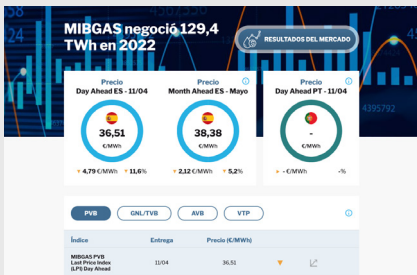 MIBGAS negoció 129,4
TWh en 2022
RESULTADOS DEL MERCADO
Precio
Day Ahead ES - 11/04
36,51
€/MWh
▼ 4,79 €/MWh ▼ 11,6%
Precio
Month Ahead ES - Mayo
38,38
€/MWh
▼ 2,12 €/MWh ▼ 5,2%
Precio
Day Ahead PT - 11/04
-
€/MWh
- €/MWh -%
4395792
PVB GNL/TVB AVB VTP
Índice Entrega Precio (€/MWh)
MIBGAS PVB
Last Price Index
(LPI) Day Ahead
11/04 36,51